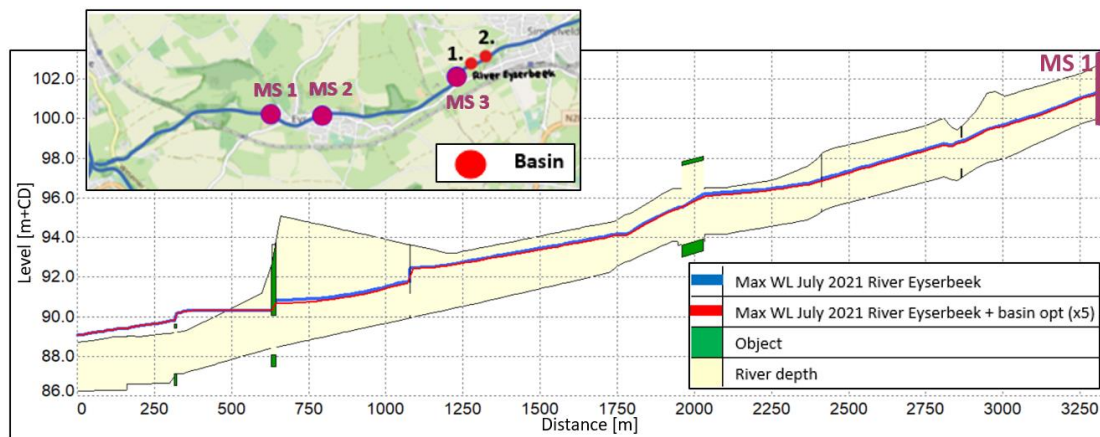 1.
2.
Simpelveld
River Eyserbeek
MS 1
MS 2
MS 3
Basin
MS 1
102.0
100.0
98.0
96.0
94.0
92.0
90.0
88.0
86.0
Level [m+CD]
Max WL July 2021 River Eyserbeek
Max WL July 2021 River Eyserbeek + basin opt (x5)
Object
River depth
0 250 500 750 1000 1250 1500 1750 2000 2250 2500 2750 3000 3250
Distance [m]